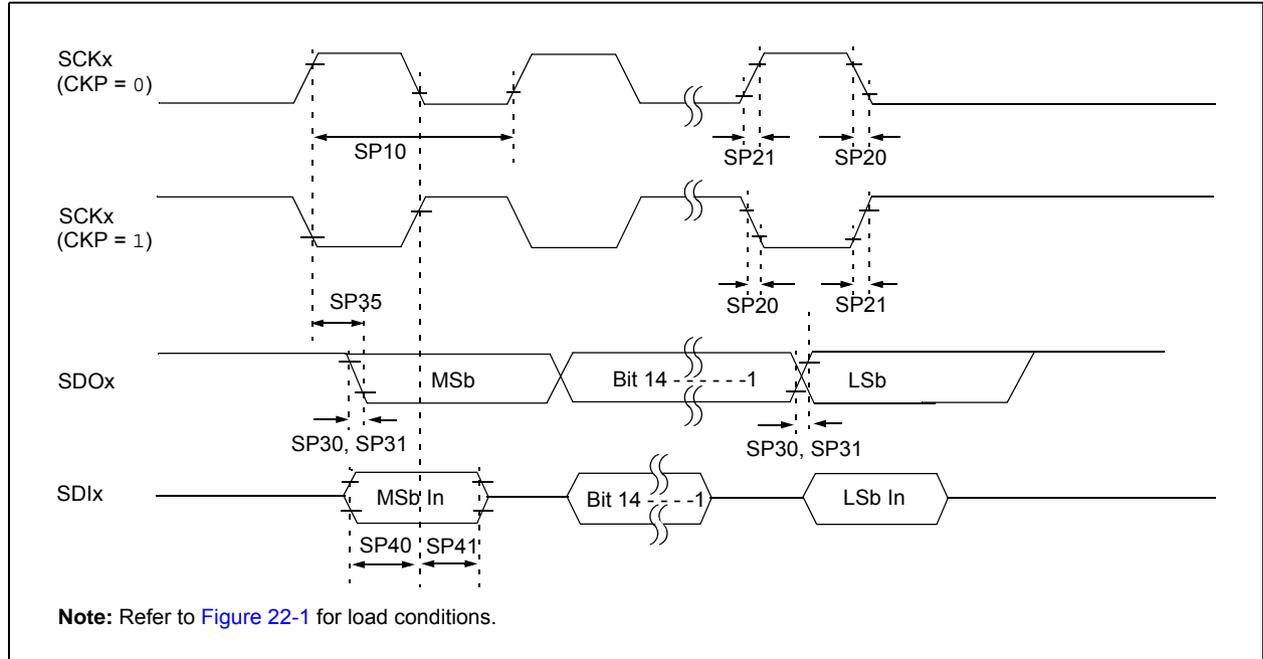 SCKx
(CKP = 0)
SP10
SP21
SP20
SCKx
(CKP = 1)
SP35
SP20
SP21
SDOx
MSb
Bit 14 - - - - - -1
LSb
SP30, SP31
SP30, SP31
SDIx
MSb In
Bit 14 - - - -1
LSb In
SP40
SP41
Note: Refer to Figure 22-1 for load conditions.